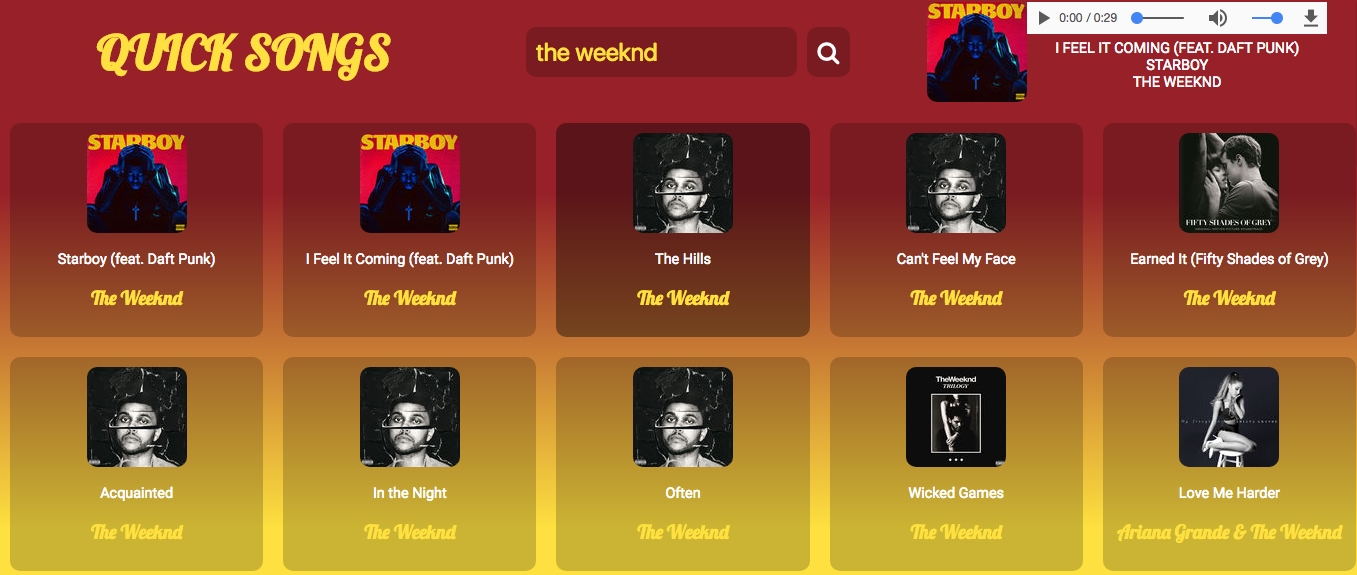 QUICK SONGS
the weeknd
STARBOY
0:00 / 0:29
I FEEL IT COMING (FEAT. DAFT PUNK)
STARBOY
THE WEEKND
STARBOY
Starboy (feat. Daft Punk)
The Weeknd
STARBOY
I Feel It Coming (feat. Daft Punk)
The Weeknd
The Hills
The Weeknd
Can't Feel My Face
The Weeknd
FIFTY SHADES OF GREY
Earned It (Fifty Shades of Grey)
The Weeknd
Acquainted
The Weeknd
In the Night
The Weeknd
Often
The Weeknd
TheWeeknd
TRILOGY
Wicked Games
The Weeknd
Love Me Harder
Ariana Grande & The Weeknd